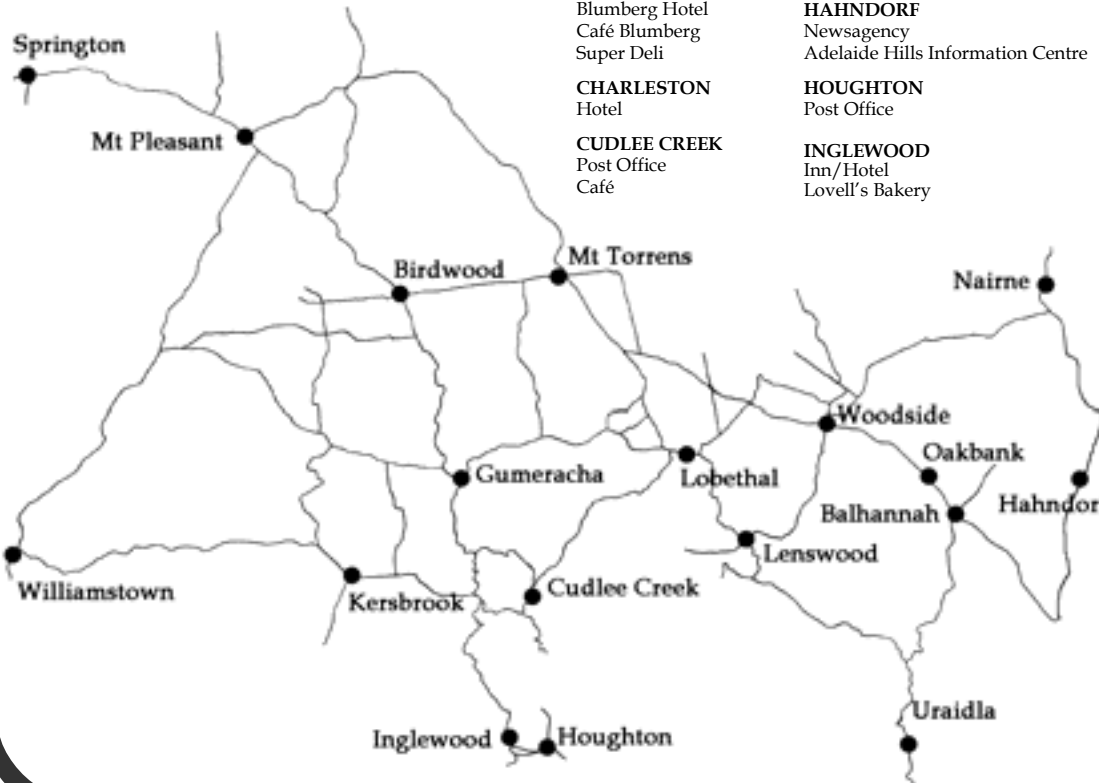 Blumberg Hotel
Café Blumberg
Super Deli
CHARLESTON
Hotel
CUDLEE CREEK
Post Office
Café
HAHNDORF
Newsagency
Adelaide Hills Information Centre
HOUGHTON
Post Office
INGLEWOOD
Inn/Hotel
Lovell's Bakery
Springton
Mt Pleasant
Birdwood
Mt Torrens
Nairne
Woodside
Oakbank
Gumeracha
Lobethal
Balhannah
Hahndor
Lenswood
Williamstown
Kersbrook
Cudlee Creek
Uraidla
Inglewood
Houghton